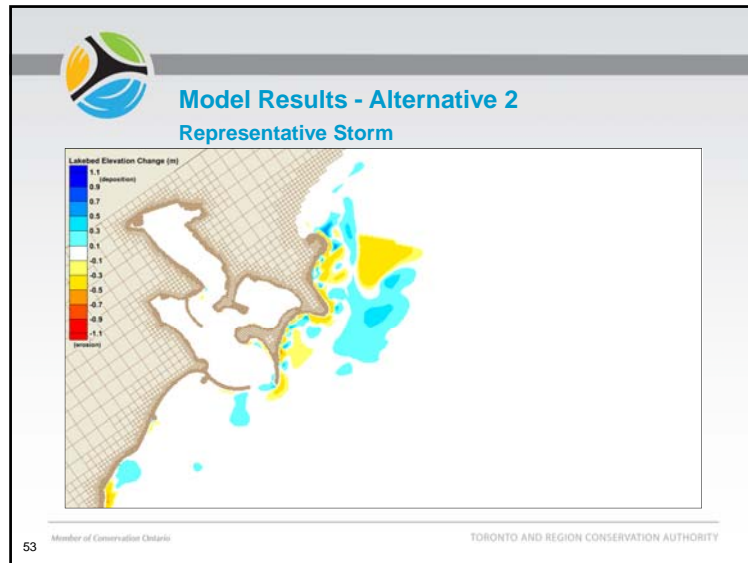 Model Results - Alternative 2
Representative Storm
Lakebed Elevation Change (m)
1.1
(deposition)
0.9
0.7
0.5
0.3
0.1
-0.1
-0.3
-0.5
-0.7
-0.9
-1.1
(erosion)
Member of Conservation Ontario
TORONTO AND REGION CONSERVATION AUTHORITY
53